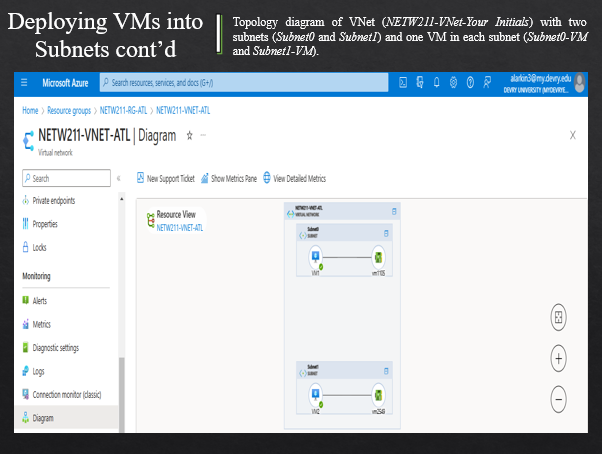 Deploying VMs into
Subnets cont’d
Topology diagram of VNet (NETW211-VNet-Your Initials) with two
subnets (Subnet0 and Subnet1) and one VM in each subnet (Subnet0-VM
and Subnet1-VM).
Microsoft Azure
Search resources, services, and docs (G+/)
alarkin3@my.devry.edu
DEVRY UNIVERSITY (MYDEVRYE...
Home > Resource groups > NETW211-RG-ATL > NETW211-VNET-ATL
NETW211-VNET-ATL | Diagram
Virtual network
Search
New Support Ticket Show Metrics Pane View Detailed Metrics
Private endpoints
Properties
Locks
Monitoring
Alerts
Metrics
Diagnostic settings
Logs
Connection monitor (classic)
Diagram
Resource View
NETW211-VNET-ATL
NETW211-VNET-ATL
VIRTUAL NETWORK
Subnet0
SUBNET
VM1
vm1105
Subnet1
SUBNET
VM2